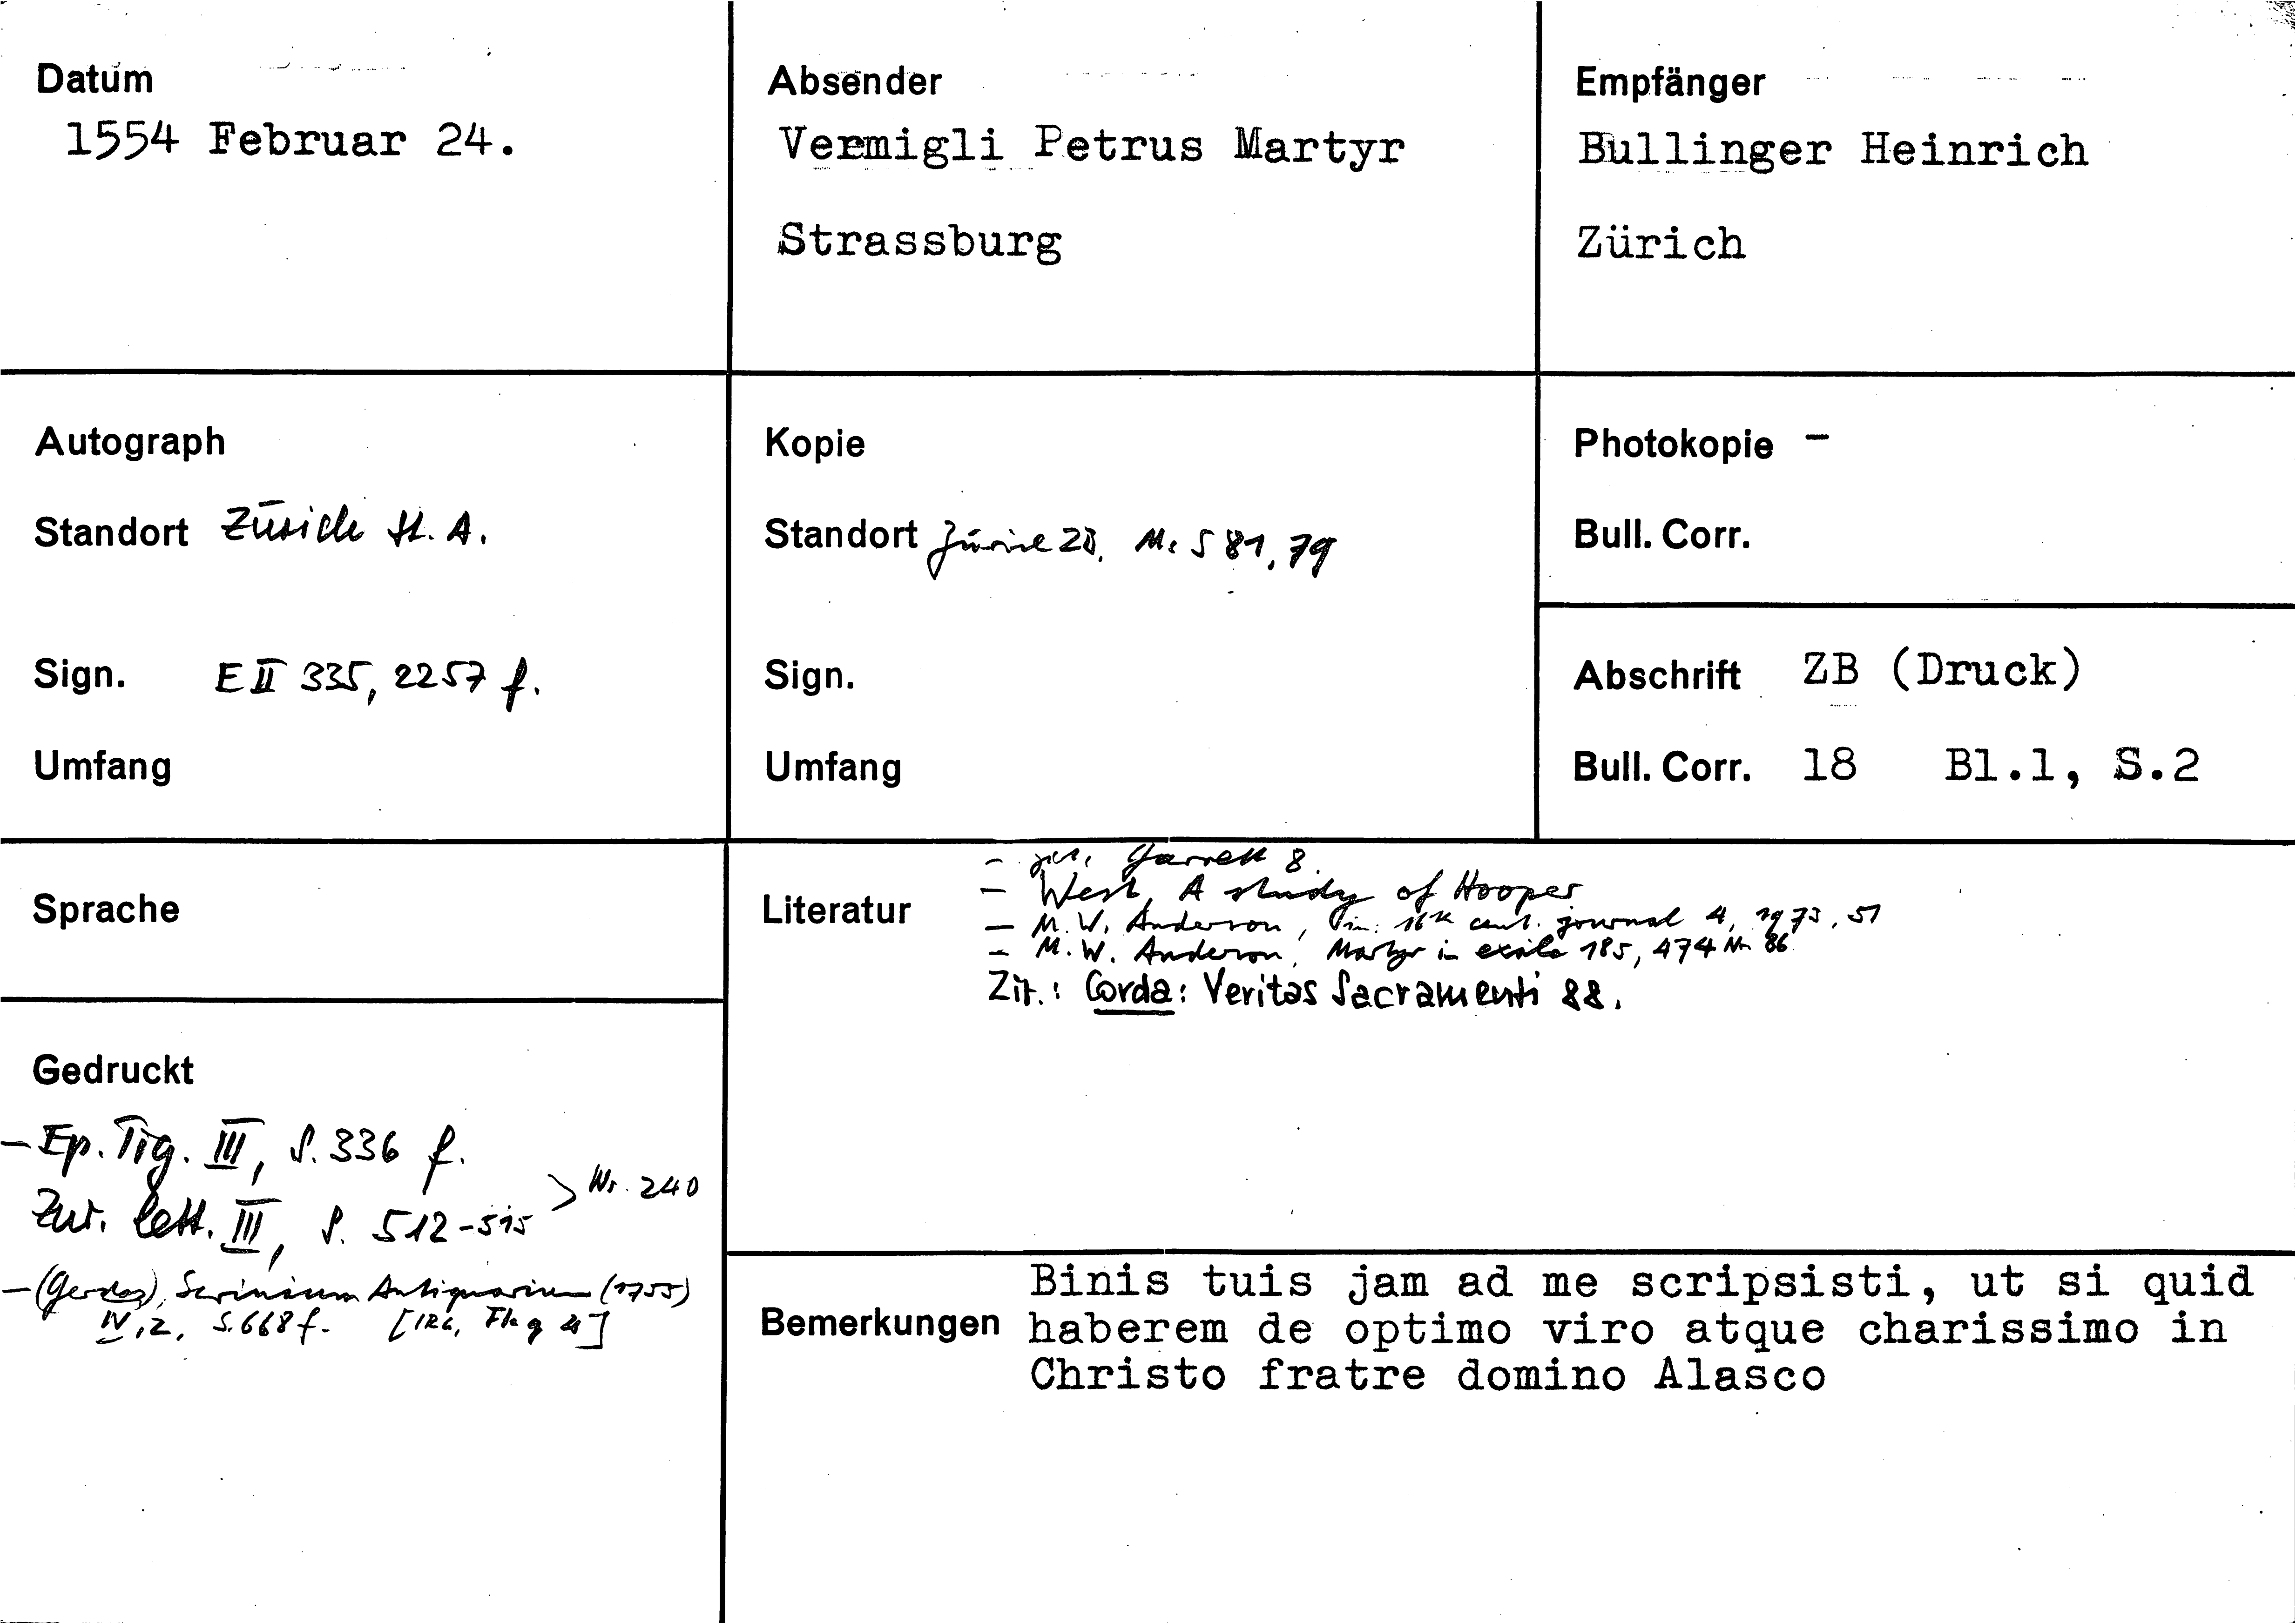 Datum
1554 Februar 24.
Absender
Vermigli Petrus Martyr
Strassburg
Empfänger
Bullinger Heinrich
Zürich
Autograph
Standort Zürich St. A.
Sign. E II 335, 2257 f.
Umfang
Kopie
Standort Zürich ZB, Ms S 81, 79
Sign.
Umfang
Photokopie -
Bull. Corr.
Abschrift ZB (Druck)
Bull. Corr. 18 Bl.1, S.2
Sprache
Literatur
- zit. Garrett 8.
- West, A study of Hooper
- M. W. Anderson, in: 16th cent. journal 4, 1973, 51
- M. W. Anderson, Martyr in exile 185, 474 Nr. 86
Zit.: Corda: Veritas Sacramenti 88.
Gedruckt
- Ep. Tig. III, S. 336 f.
Zur. lett. III, S. 512-515 > Nr. 240
- (Gerdes), Scrinium Antiquarium (1755)
IV, 2, S. 668 f. [IRG,
Bemerkungen
Binis tuis jam ad me scripsisti, ut si quid
haberem de optimo viro atque charissimo in
Christo fratre domino Alasco